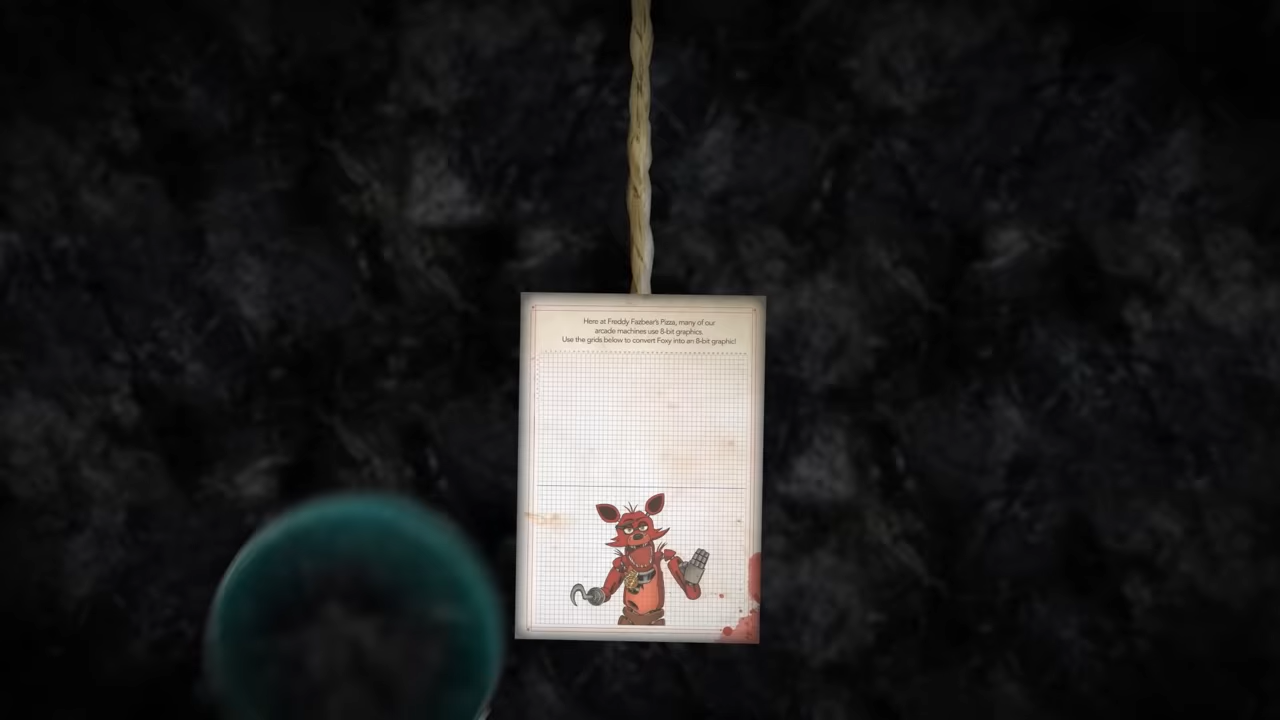 Here at Freddy Fazbear's Pizza, many of our
arcade machines use 8-bit graphics.
Use the grids below to convert Foxy into an 8-bit graphic!